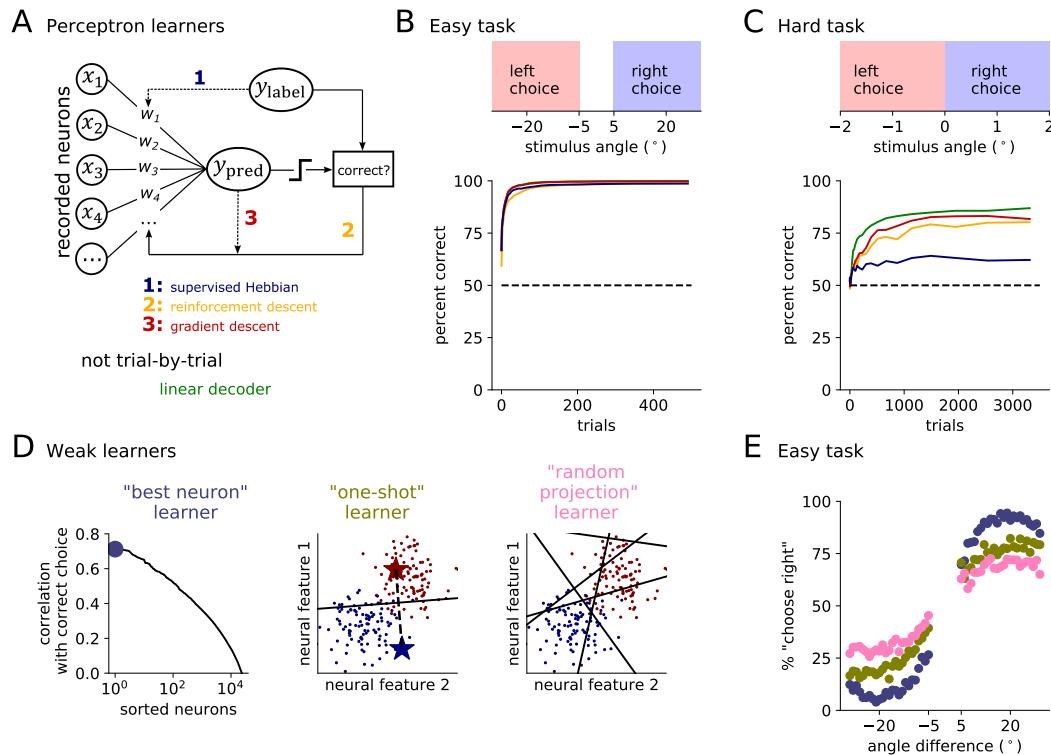 A Perceptron learners
recorded neurons
x1
x2
x3
x4
...
w1
w2
w3
w4
...
1
ylabel
ypred
correct?
3
2
1: supervised Hebbian
2: reinforcement descent
3: gradient descent
not trial-by-trial
linear decoder
B Easy task
left
choice
right
choice
−20 −5 5 20
stimulus angle (°)
percent correct
100
75
50
25
0
0 200 400
trials
C Hard task
left
choice
right
choice
−2 −1 0 1 2
stimulus angle (°)
percent correct
100
75
50
25
0
0 1000 2000 3000
trials
D Weak learners
"best neuron"
learner
correlation
with correct choice
0.8
0.6
0.4
0.2
0.0
10⁰ 10² 10⁴
sorted neurons
"one-shot"
learner
neural feature 1
neural feature 2
"random
projection"
learner
neural feature 1
neural feature 2
E Easy task
% "choose right"
100
75
50
25
0
−20 −5 5 20
angle difference (°)